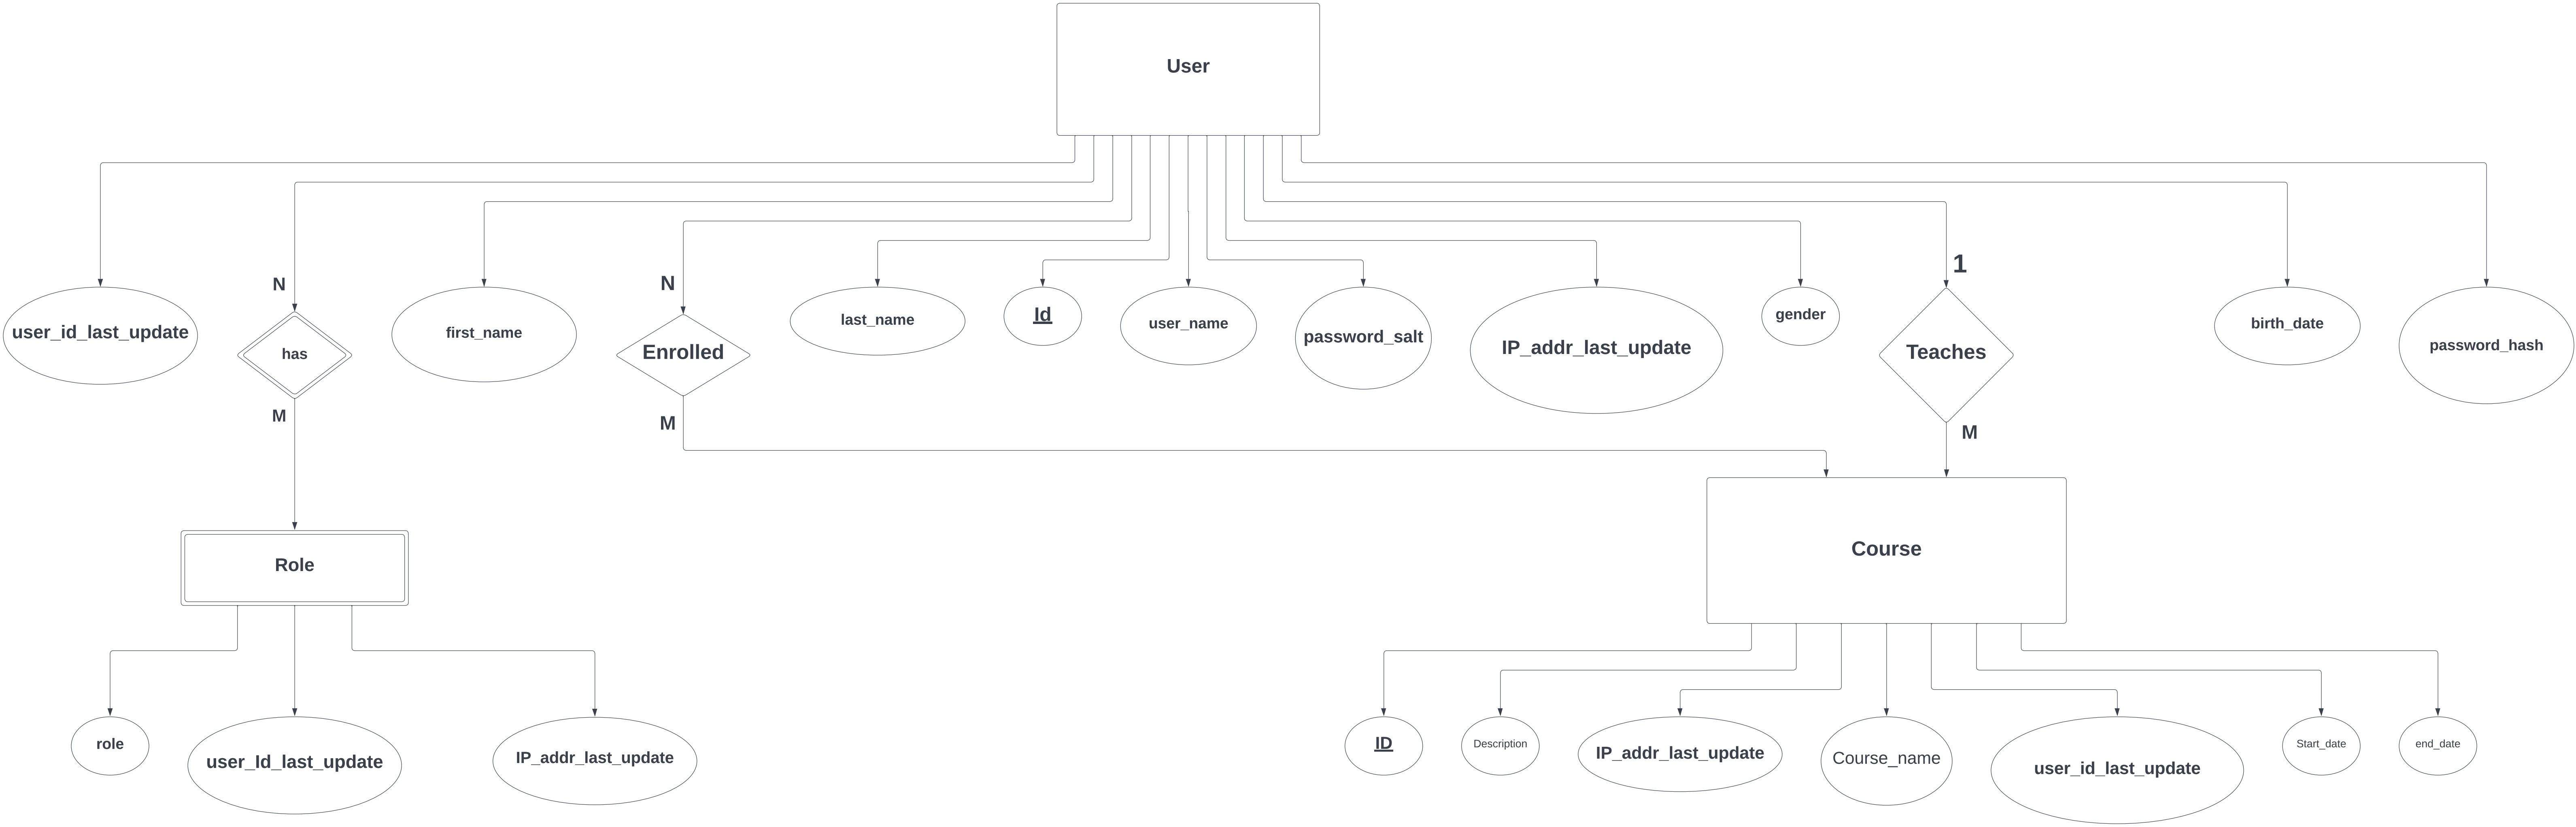 User
1
N
N
M
M
M
user_id_last_update
has
first_name
Enrolled
last_name
Id
user_name
password_salt
IP_addr_last_update
gender
Teaches
birth_date
password_hash
Role
Course
role
user_Id_last_update
IP_addr_last_update
ID
Description
IP_addr_last_update
Course_name
user_id_last_update
Start_date
end_date